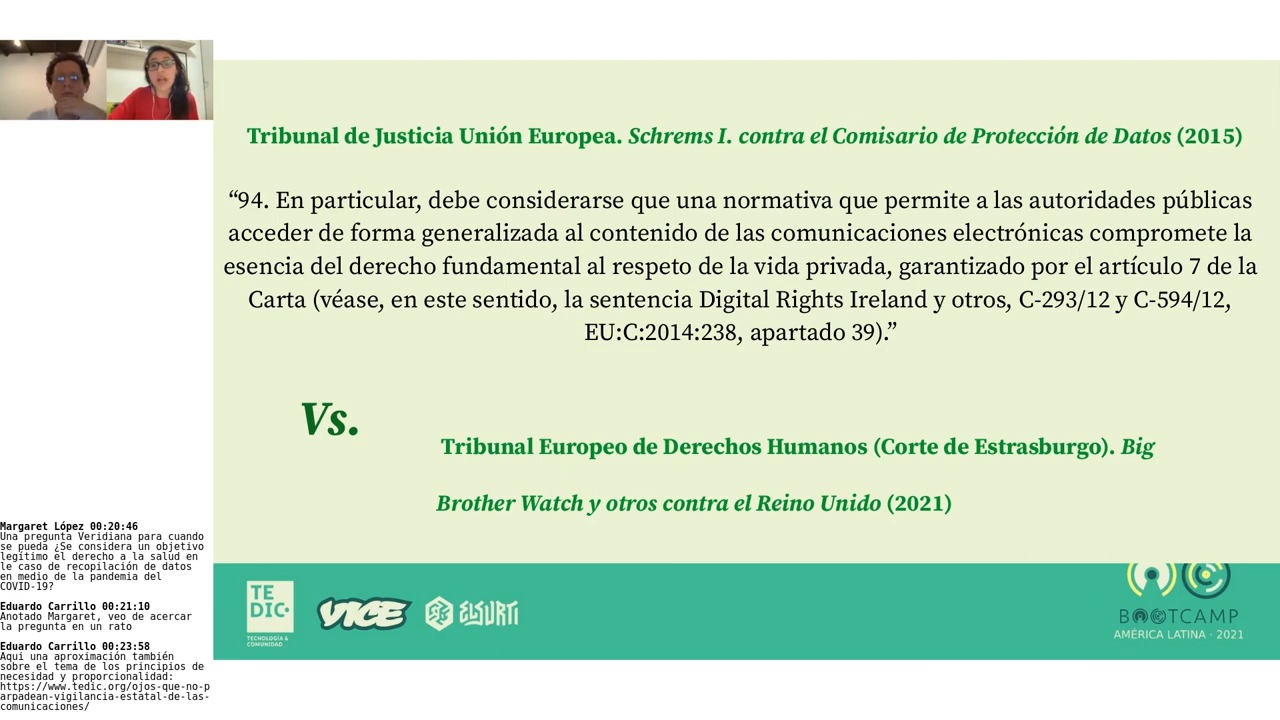 Tribunal de Justicia Unión Europea. Schrems I. contra el Comisario de Protección de Datos (2015)
“94. En particular, debe considerarse que una normativa que permite a las autoridades públicas
acceder de forma generalizada al contenido de las comunicaciones electrónicas compromete la
esencia del derecho fundamental al respeto de la vida privada, garantizado por el artículo 7 de la
Carta (véase, en este sentido, la sentencia Digital Rights Ireland y otros, C-293/12 y C-594/12,
EU:C:2014:238, apartado 39).”
Vs.
Tribunal Europeo de Derechos Humanos (Corte de Estrasburgo). Big
Brother Watch y otros contra el Reino Unido (2021)
TE
DIC
TECNOLOGÍA &
COMUNIDAD
VICE
ELSURTI
BOOTCAMP
AMÉRICA LATINA · 2021
Margaret López 00:20:46
Una pregunta Veridiana para cuando
se pueda ¿Se considera un objetivo
legítimo el derecho a la salud en
le caso de recopilación de datos
en medio de la pandemia del
COVID-19?
Eduardo Carrillo 00:21:10
Anotado Margaret, veo de acercar
la pregunta en un rato
Eduardo Carrillo 00:23:58
Aqui una aproximación también
sobre el tema de los principios de
necesidad y proporcionalidad:
https://www.tedic.org/ojos-que-no-p
arpadean-vigilancia-estatal-de-las-
comunicaciones/